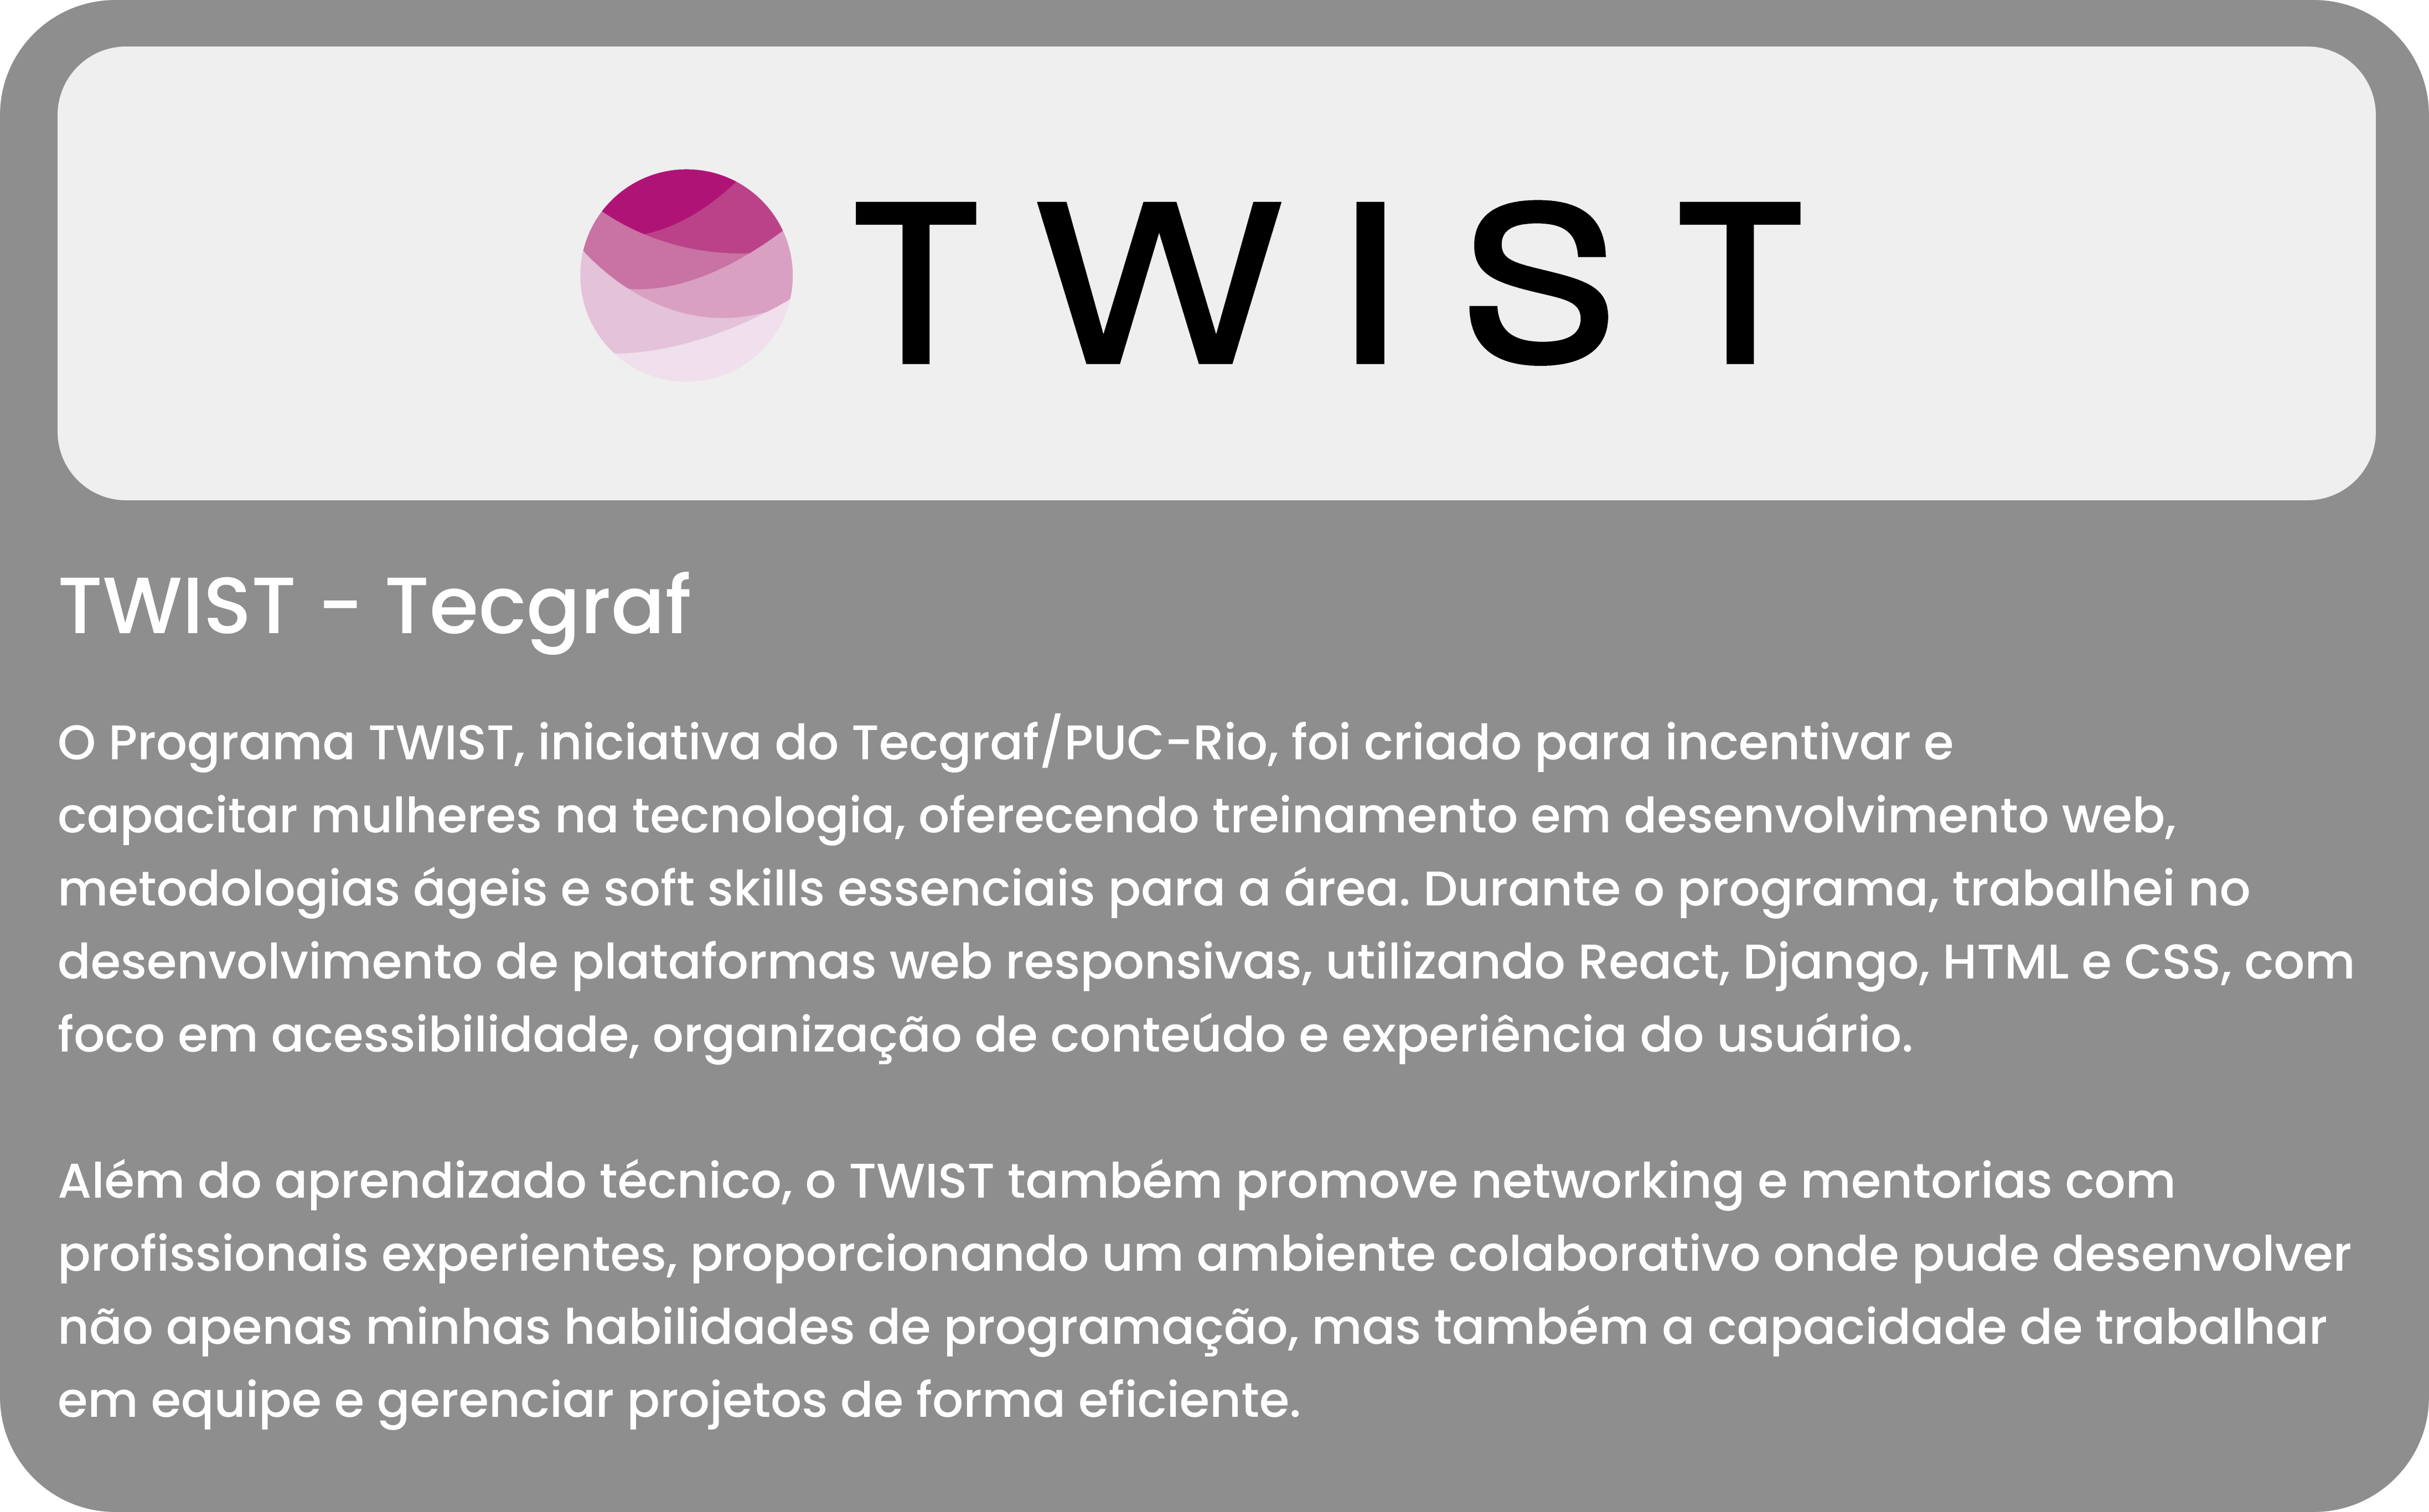 TWIST
TWIST - Tecgraf
O Programa TWIST, iniciativa do Tecgraf/PUC-Rio, foi criado para incentivar e
capacitar mulheres na tecnologia, oferecendo treinamento em desenvolvimento web,
metodologias ágeis e soft skills essenciais para a área. Durante o programa, trabalhei no
desenvolvimento de plataformas web responsivas, utilizando React, Django, HTML e CSS, com
foco em acessibilidade, organização de conteúdo e experiência do usuário.
Além do aprendizado técnico, o TWIST também promove networking e mentorias com
profissionais experientes, proporcionando um ambiente colaborativo onde pude desenvolver
não apenas minhas habilidades de programação, mas também a capacidade de trabalhar
em equipe e gerenciar projetos de forma eficiente.